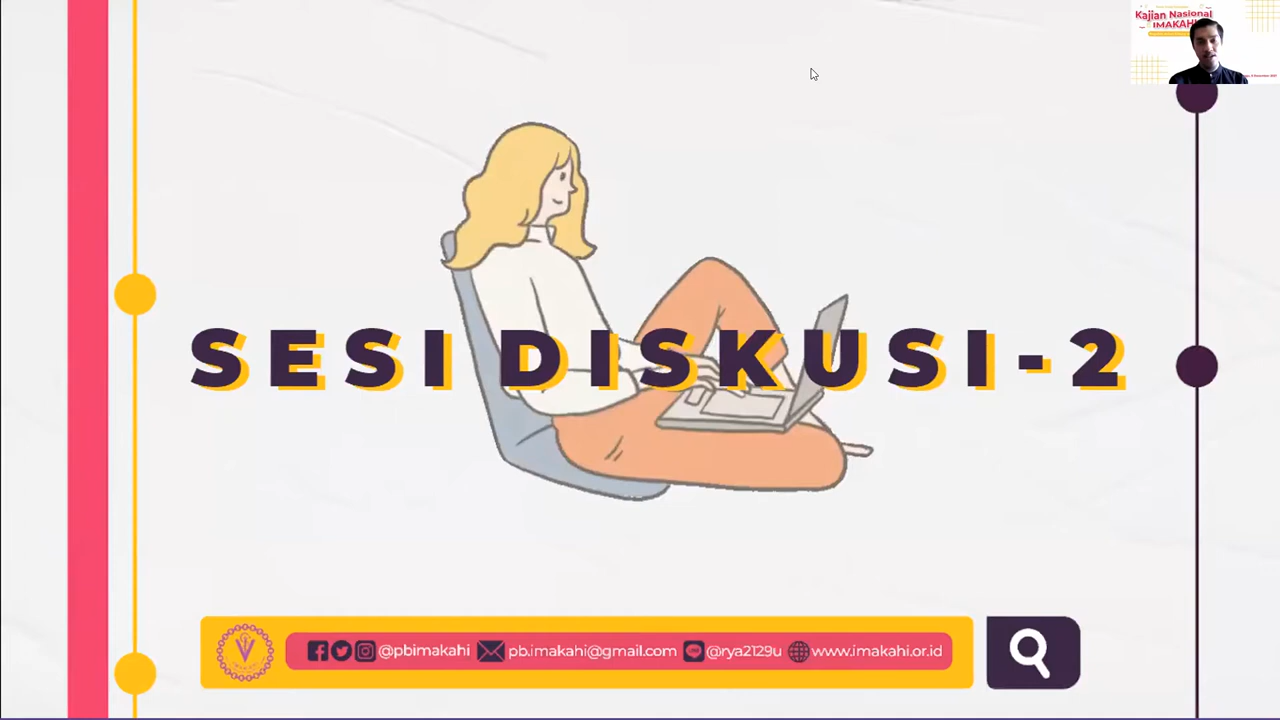 Kajian Nasional
IMAKAHI
SESI DISKUSI-2
@pbimakahi pb.imakahi@gmail.com @rya2129u www.imakahi.or.id